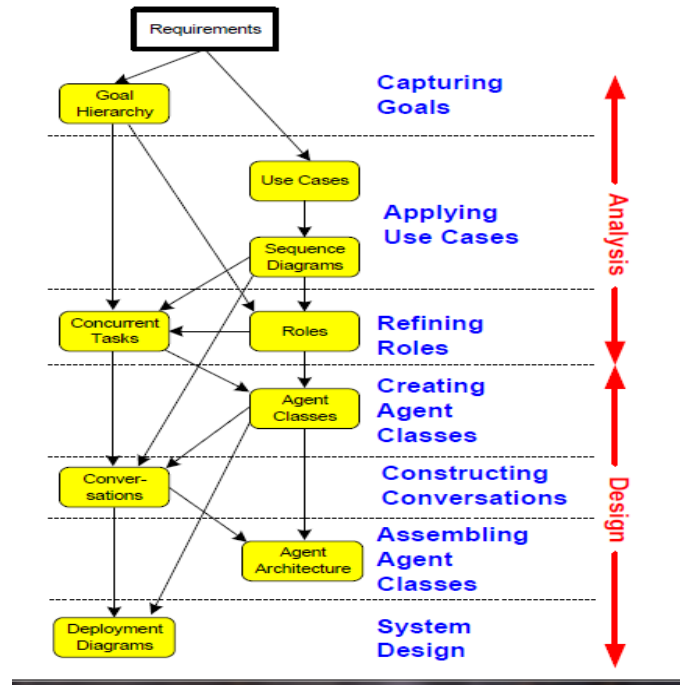 Requirements
Goal
Hierarchy
Capturing
Goals
Use Cases
Applying
Use Cases
Sequence
Diagrams
Analysis
Concurrent
Tasks
Roles
Refining
Roles
Agent
Classes
Creating
Agent
Classes
Conver-
sations
Constructing
Conversations
Design
Agent
Architecture
Assembling
Agent
Classes
Deployment
Diagrams
System
Design